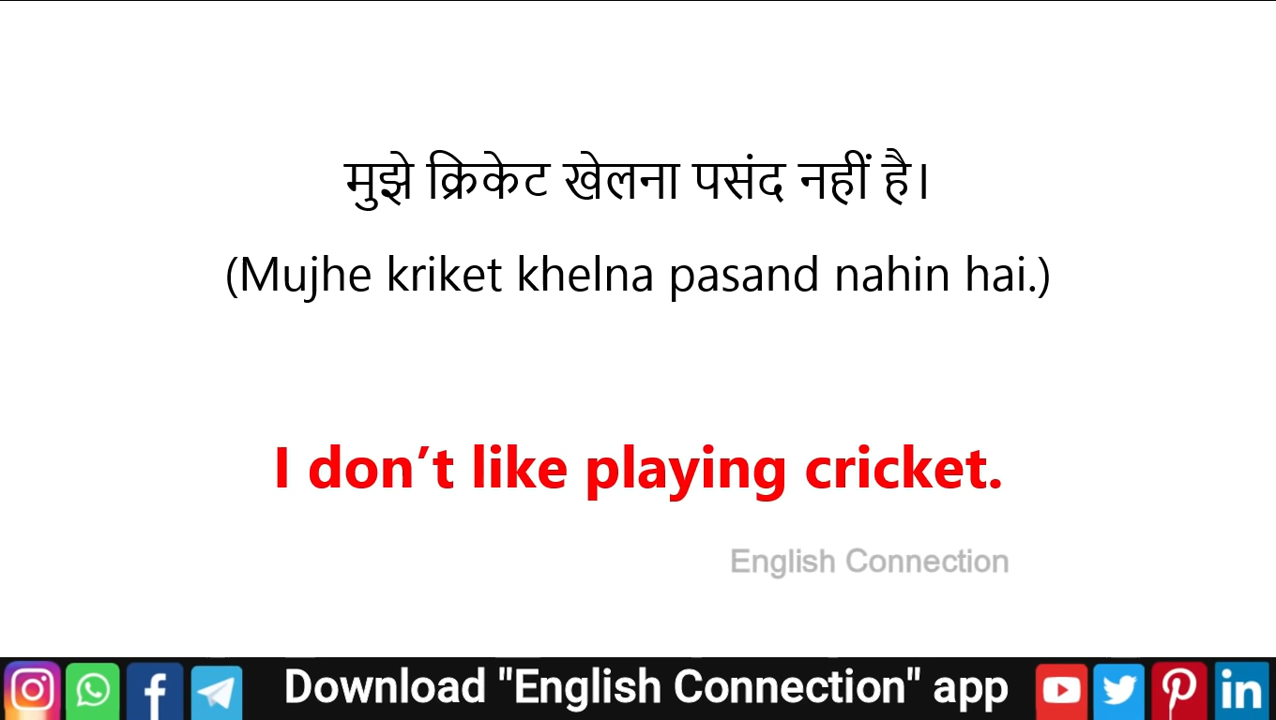 मुझे क्रिकेट खेलना पसंद नहीं है।
(Mujhe kriket khelna pasand nahin hai.)
I don’t like playing cricket.
English Connection
Download "English Connection" app